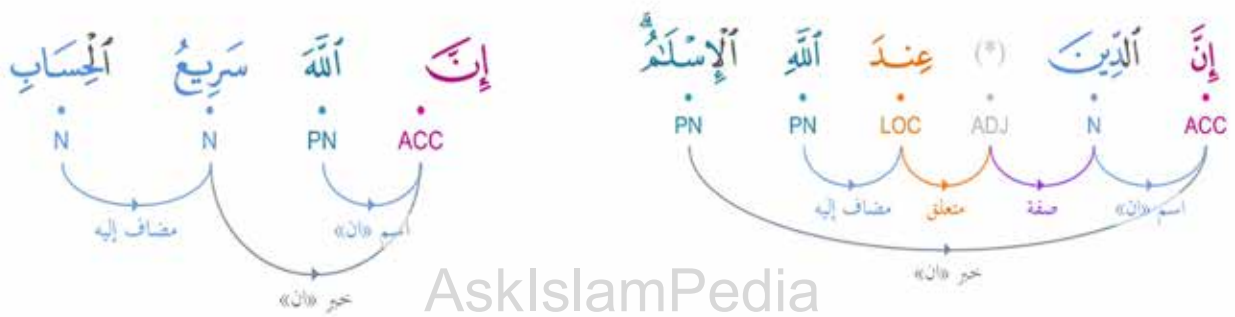 إِنَّ ٱلدِّينَ (*) عِندَ ٱللَّهِ ٱلْإِسْلَٰمُ ۗ
ACC N ADJ LOC PN PN
اسم «ان» صفة متعلق مضاف إليه
خبر «ان»
إِنَّ ٱللَّهَ سَرِيعُ ٱلْحِسَابِ
ACC PN N N
اسم «ان» مضاف إليه
خبر «ان»
AskIslamPedia